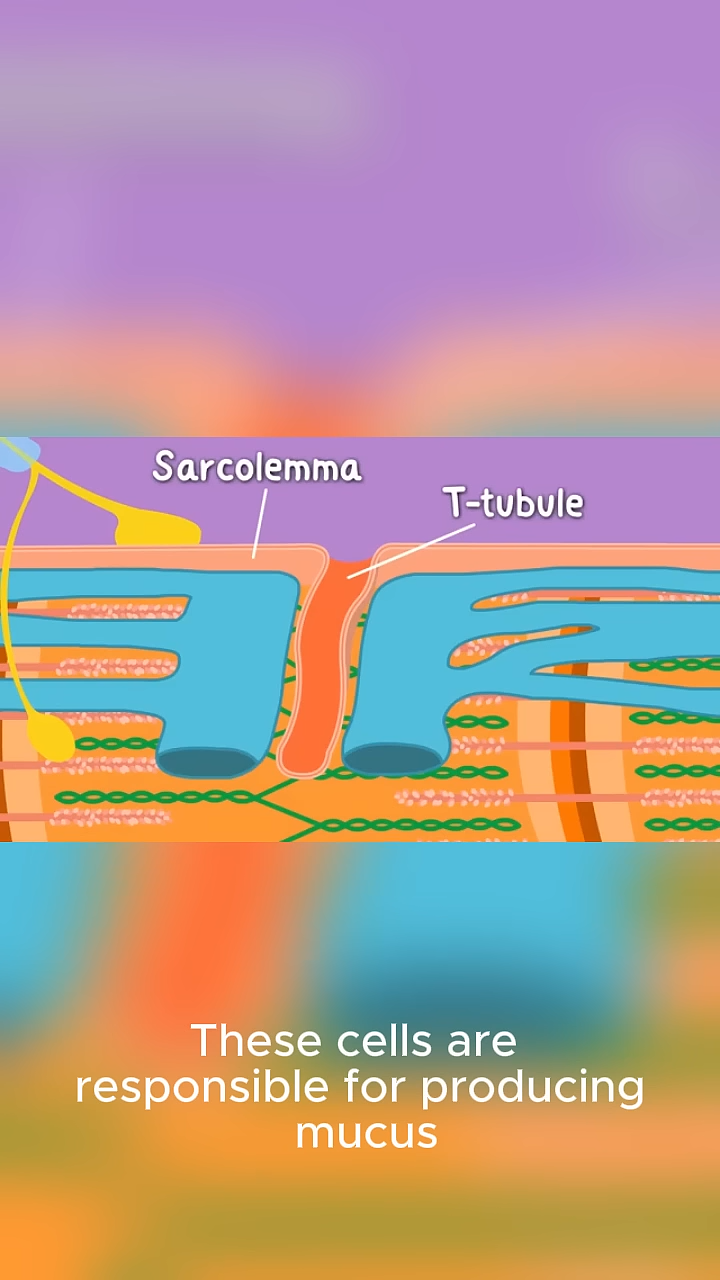 Sarcolemma
T-tubule
These cells are
responsible for producing
mucus